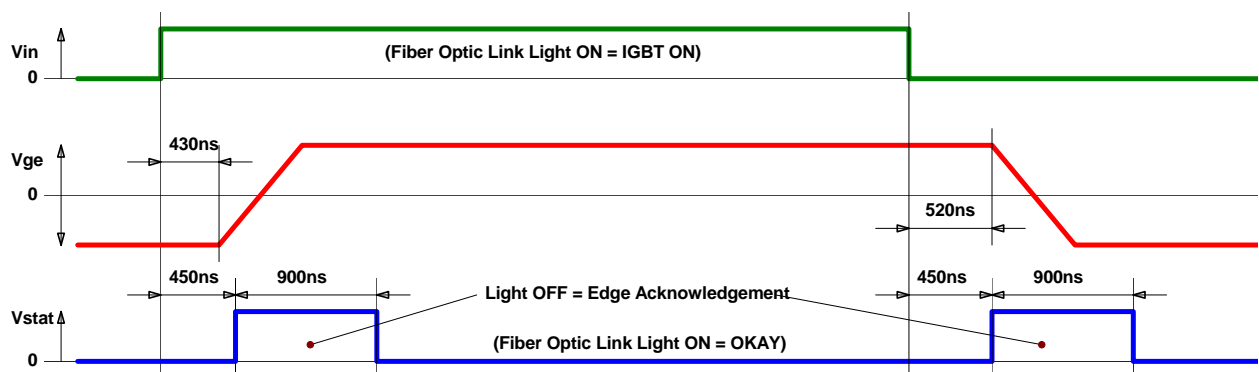 Vin
(Fiber Optic Link Light ON = IGBT ON)
0
430ns
Vge
0
520ns
450ns
900ns
450ns
900ns
Light OFF = Edge Acknowledgement
Vstat
(Fiber Optic Link Light ON = OKAY)
0